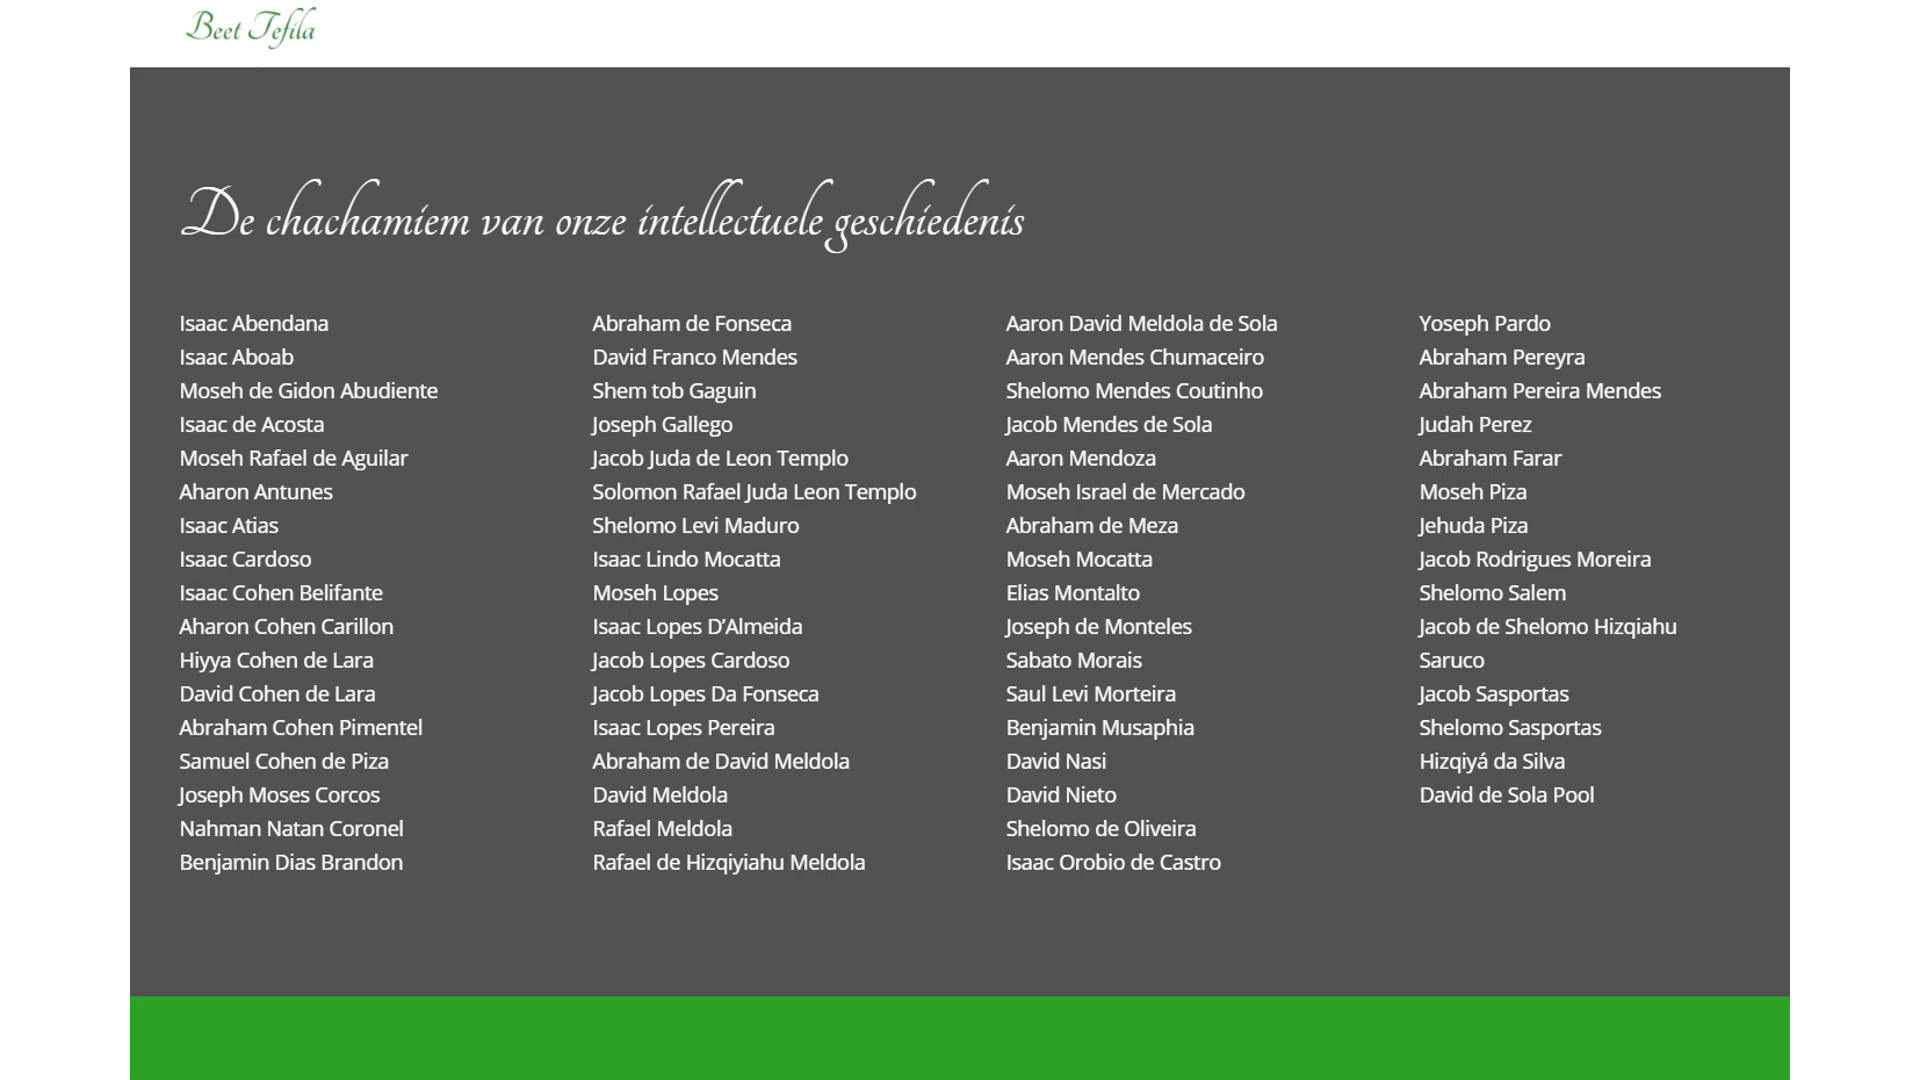 Beet Tefila
De chachamiem van onze intellectuele geschiedenis
Isaac Abendana
Isaac Aboab
Moseh de Gidon Abudiente
Isaac de Acosta
Moseh Rafael de Aguilar
Aharon Antunes
Isaac Atias
Isaac Cardoso
Isaac Cohen Belifante
Aharon Cohen Carillon
Hiyya Cohen de Lara
David Cohen de Lara
Abraham Cohen Pimentel
Samuel Cohen de Piza
Joseph Moses Corcos
Nahman Natan Coronel
Benjamin Dias Brandon
Abraham de Fonseca
David Franco Mendes
Shem tob Gaguin
Joseph Gallego
Jacob Juda de Leon Templo
Solomon Rafael Juda Leon Templo
Shelomo Levi Maduro
Isaac Lindo Mocatta
Moseh Lopes
Isaac Lopes D’Almeida
Jacob Lopes Cardoso
Jacob Lopes Da Fonseca
Isaac Lopes Pereira
Abraham de David Meldola
David Meldola
Rafael Meldola
Rafael de Hizqiyiahu Meldola
Aaron David Meldola de Sola
Aaron Mendes Chumaceiro
Shelomo Mendes Coutinho
Jacob Mendes de Sola
Aaron Mendoza
Moseh Israel de Mercado
Abraham de Meza
Moseh Mocatta
Elias Montalto
Joseph de Monteles
Sabato Morais
Saul Levi Morteira
Benjamin Musaphia
David Nasi
David Nieto
Shelomo de Oliveira
Isaac Orobio de Castro
Yoseph Pardo
Abraham Pereyra
Abraham Pereira Mendes
Judah Perez
Abraham Farar
Moseh Piza
Jehuda Piza
Jacob Rodrigues Moreira
Shelomo Salem
Jacob de Shelomo Hizqiahu
Saruco
Jacob Sasportas
Shelomo Sasportas
Hizqiyá da Silva
David de Sola Pool